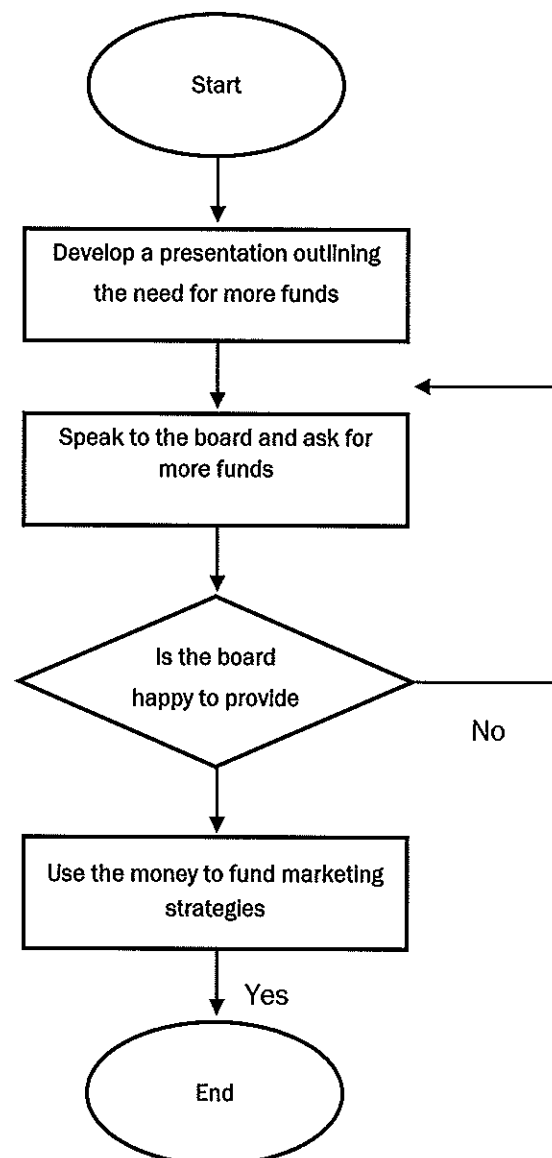 Start
Develop a presentation outlining
the need for more funds
Speak to the board and ask for
more funds
Is the board
happy to provide
No
Use the money to fund marketing
strategies
Yes
End